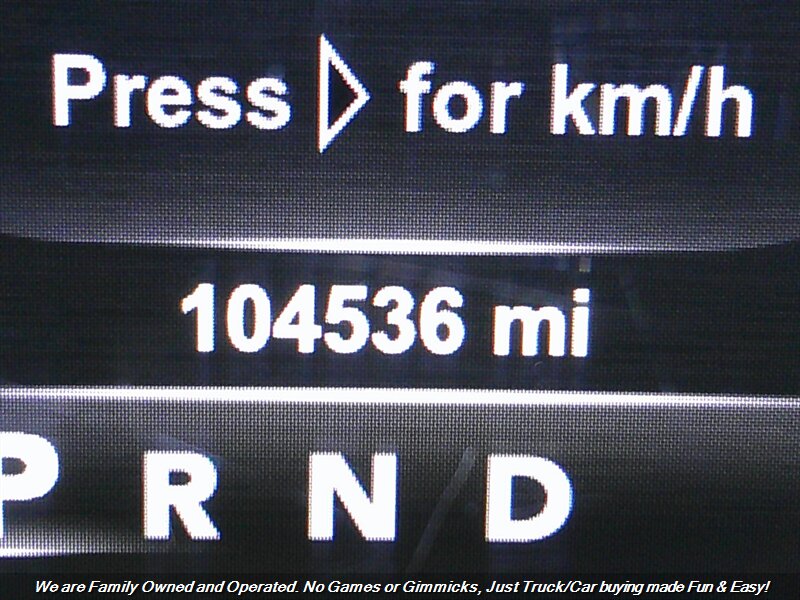 Press ▷ for km/h
104536 mi
P R N D
We are Family Owned and Operated. No Games or Gimmicks, Just Truck/Car buying made Fun & Easy!